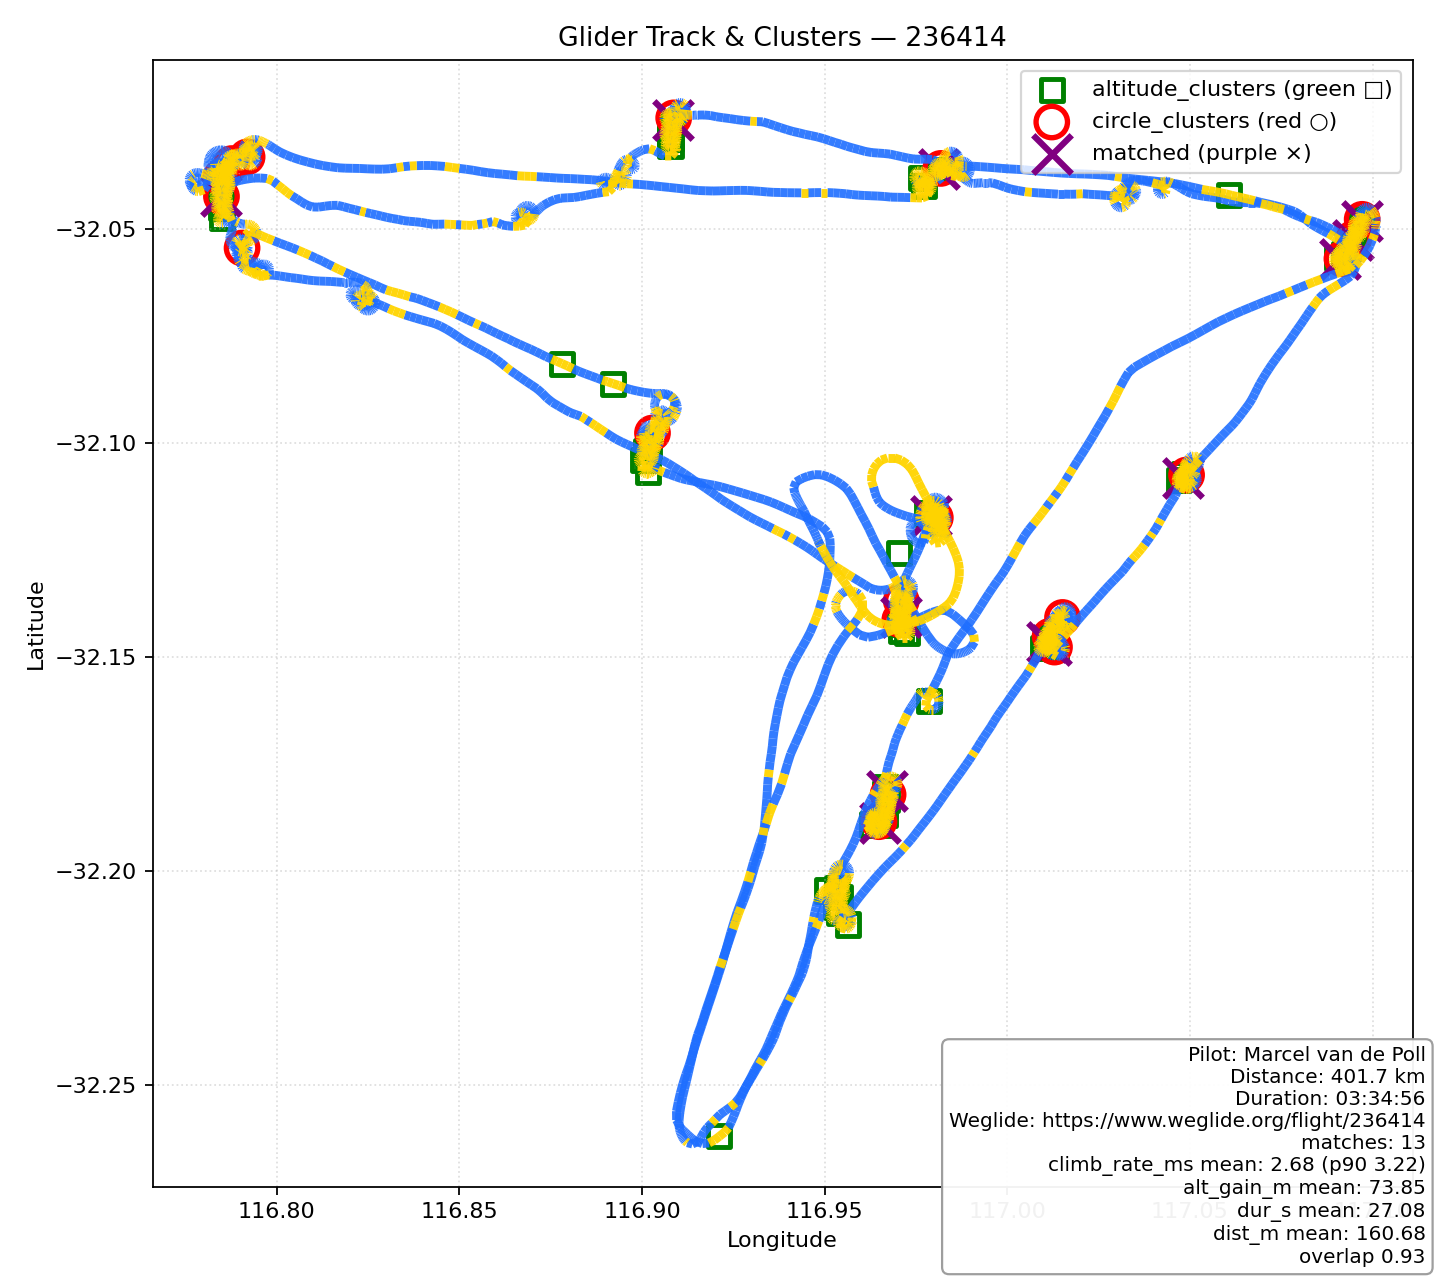 Glider Track & Clusters — 236414
altitude_clusters (green □)
circle_clusters (red ○)
matched (purple ×)
−32.05
−32.10
−32.15
−32.20
−32.25
Latitude
116.80
116.85
116.90
116.95
117.00
117.05
Longitude
Pilot: Marcel van de Poll
Distance: 401.7 km
Duration: 03:34:56
Weglide: https://www.weglide.org/flight/236414
matches: 13
climb_rate_ms mean: 2.68 (p90 3.22)
alt_gain_m mean: 73.85
dur_s mean: 27.08
dist_m mean: 160.68
overlap 0.93